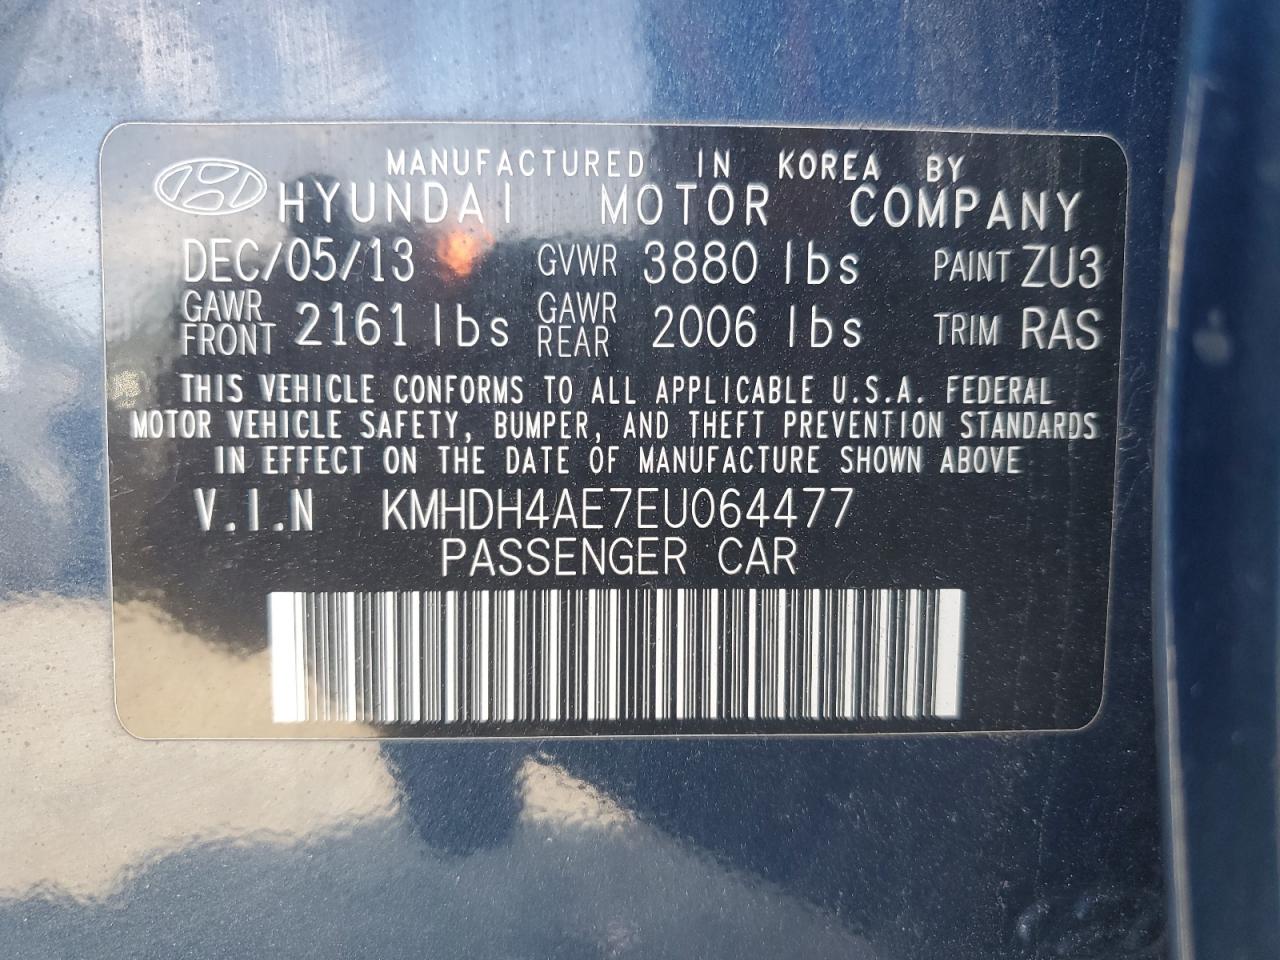 MANUFACTURED IN KOREA BY
HYUNDAI MOTOR COMPANY
DEC/05/13 GVWR 3880 lbs PAINT ZU3
GAWR FRONT 2161 lbs GAWR REAR 2006 lbs TRIM RAS
THIS VEHICLE CONFORMS TO ALL APPLICABLE U.S.A. FEDERAL
MOTOR VEHICLE SAFETY, BUMPER, AND THEFT PREVENTION STANDARDS
IN EFFECT ON THE DATE OF MANUFACTURE SHOWN ABOVE
V.I.N KMHDH4AE7EU064477
PASSENGER CAR